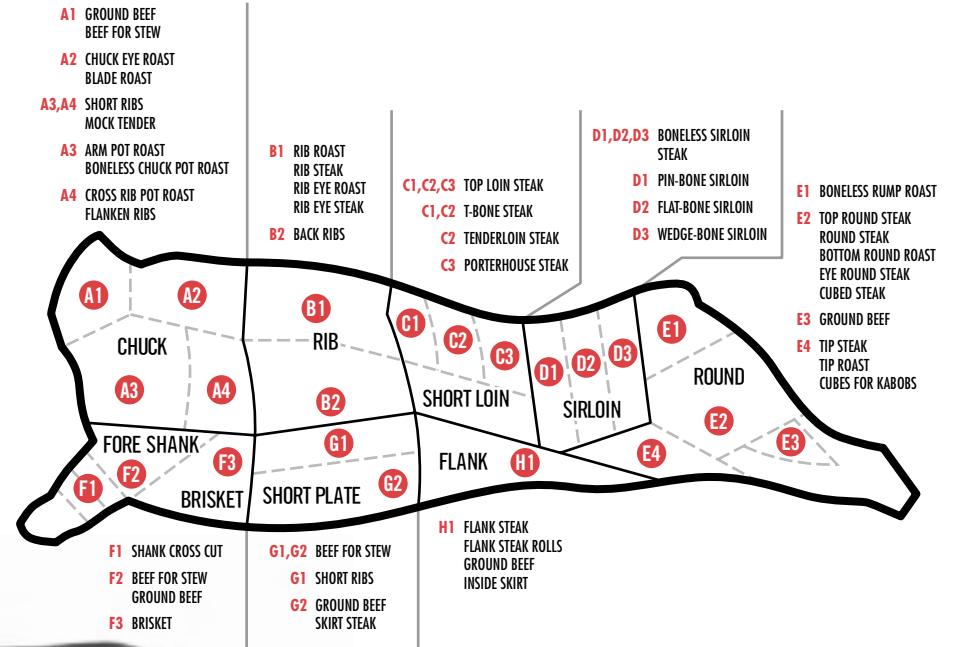 A1 GROUND BEEF
BEEF FOR STEW
A2 CHUCK EYE ROAST
BLADE ROAST
A3,A4 SHORT RIBS
MOCK TENDER
A3 ARM POT ROAST
BONELESS CHUCK POT ROAST
A4 CROSS RIB POT ROAST
FLANKEN RIBS
B1 RIB ROAST
RIB STEAK
RIB EYE ROAST
RIB EYE STEAK
B2 BACK RIBS
C1,C2,C3 TOP LOIN STEAK
C1,C2 T-BONE STEAK
C2 TENDERLOIN STEAK
C3 PORTERHOUSE STEAK
D1,D2,D3 BONELESS SIRLOIN
STEAK
D1 PIN-BONE SIRLOIN
D2 FLAT-BONE SIRLOIN
D3 WEDGE-BONE SIRLOIN
E1 BONELESS RUMP ROAST
E2 TOP ROUND STEAK
ROUND STEAK
BOTTOM ROUND ROAST
EYE ROUND STEAK
CUBED STEAK
E3 GROUND BEEF
E4 TIP STEAK
TIP ROAST
CUBES FOR KABOBS
A1
A2
CHUCK
A3
A4
B1
RIB
B2
C1
C2
C3
SHORT LOIN
D1
D2
D3
SIRLOIN
E1
ROUND
E2
E3
E4
FORE SHANK
F1
F2
F3
BRISKET
G1
SHORT PLATE
G2
FLANK
H1
F1 SHANK CROSS CUT
F2 BEEF FOR STEW
GROUND BEEF
F3 BRISKET
G1,G2 BEEF FOR STEW
G1 SHORT RIBS
G2 GROUND BEEF
SKIRT STEAK
H1 FLANK STEAK
FLANK STEAK ROLLS
GROUND BEEF
INSIDE SKIRT